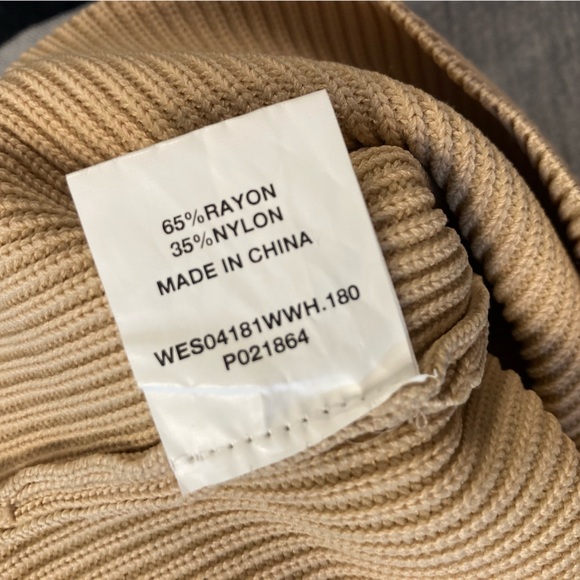 65%RAYON
35%NYLON
MADE IN CHINA
WES04181WWH.180
P021864